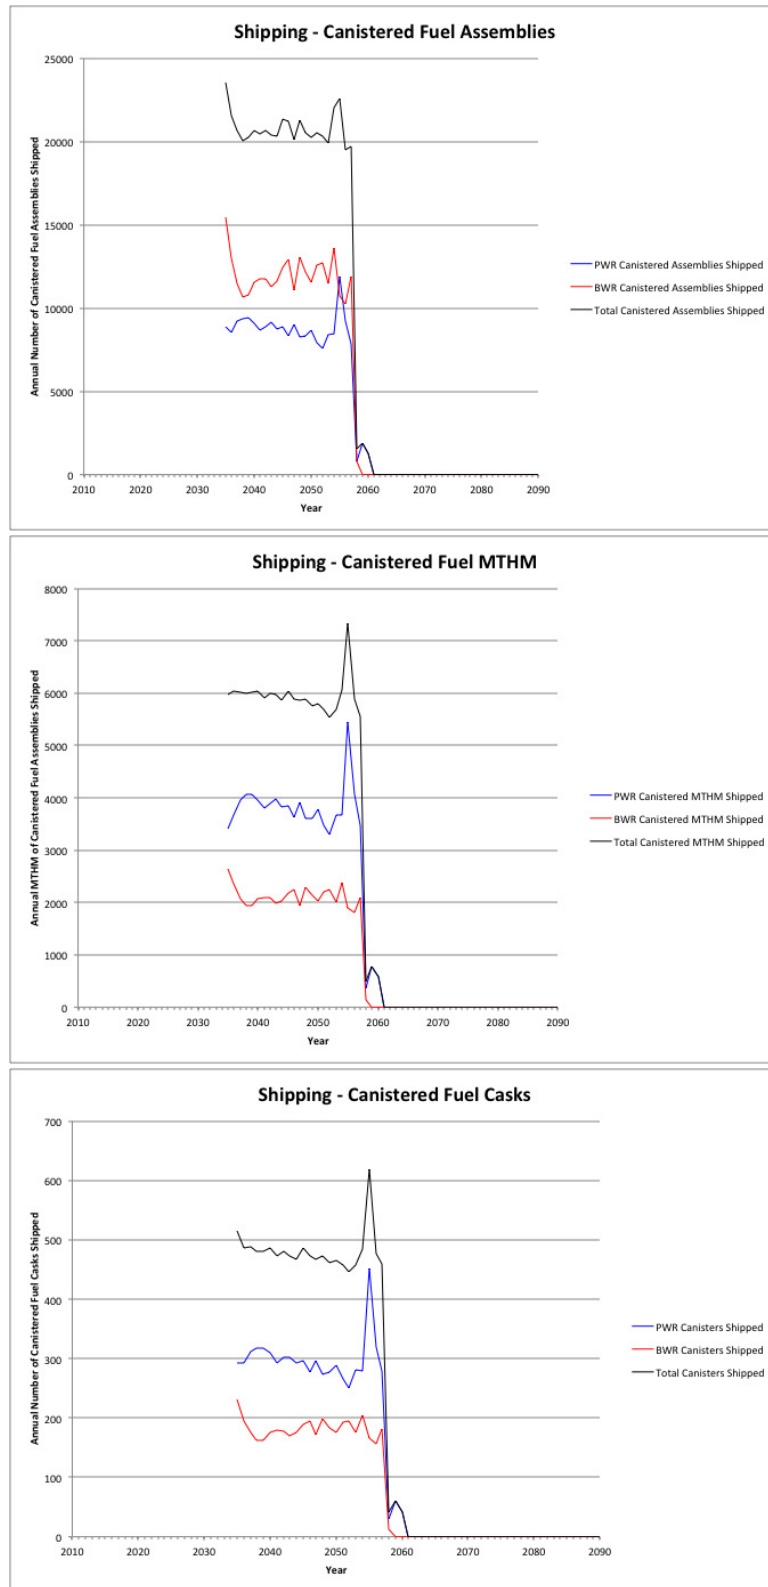 Shipping - Canistered Fuel Assemblies
25000
20000
15000
10000
5000
0
Annual Number of Canistered Fuel Assemblies Shipped
2010 2020 2030 2040 2050 2060 2070 2080 2090
Year
PWR Canistered Assemblies Shipped
BWR Canistered Assemblies Shipped
Total Canistered Assemblies Shipped
Shipping - Canistered Fuel MTHM
8000
7000
6000
5000
4000
3000
2000
1000
0
Annual MTHM of Canistered Fuel Assemblies Shipped
2010 2020 2030 2040 2050 2060 2070 2080 2090
Year
PWR Canistered MTHM Shipped
BWR Canistered MTHM Shipped
Total Canistered MTHM Shipped
Shipping - Canistered Fuel Casks
700
600
500
400
300
200
100
0
Annual Number of Canistered Fuel Casks Shipped
2010 2020 2030 2040 2050 2060 2070 2080 2090
Year
PWR Canisters Shipped
BWR Canisters Shipped
Total Canisters Shipped